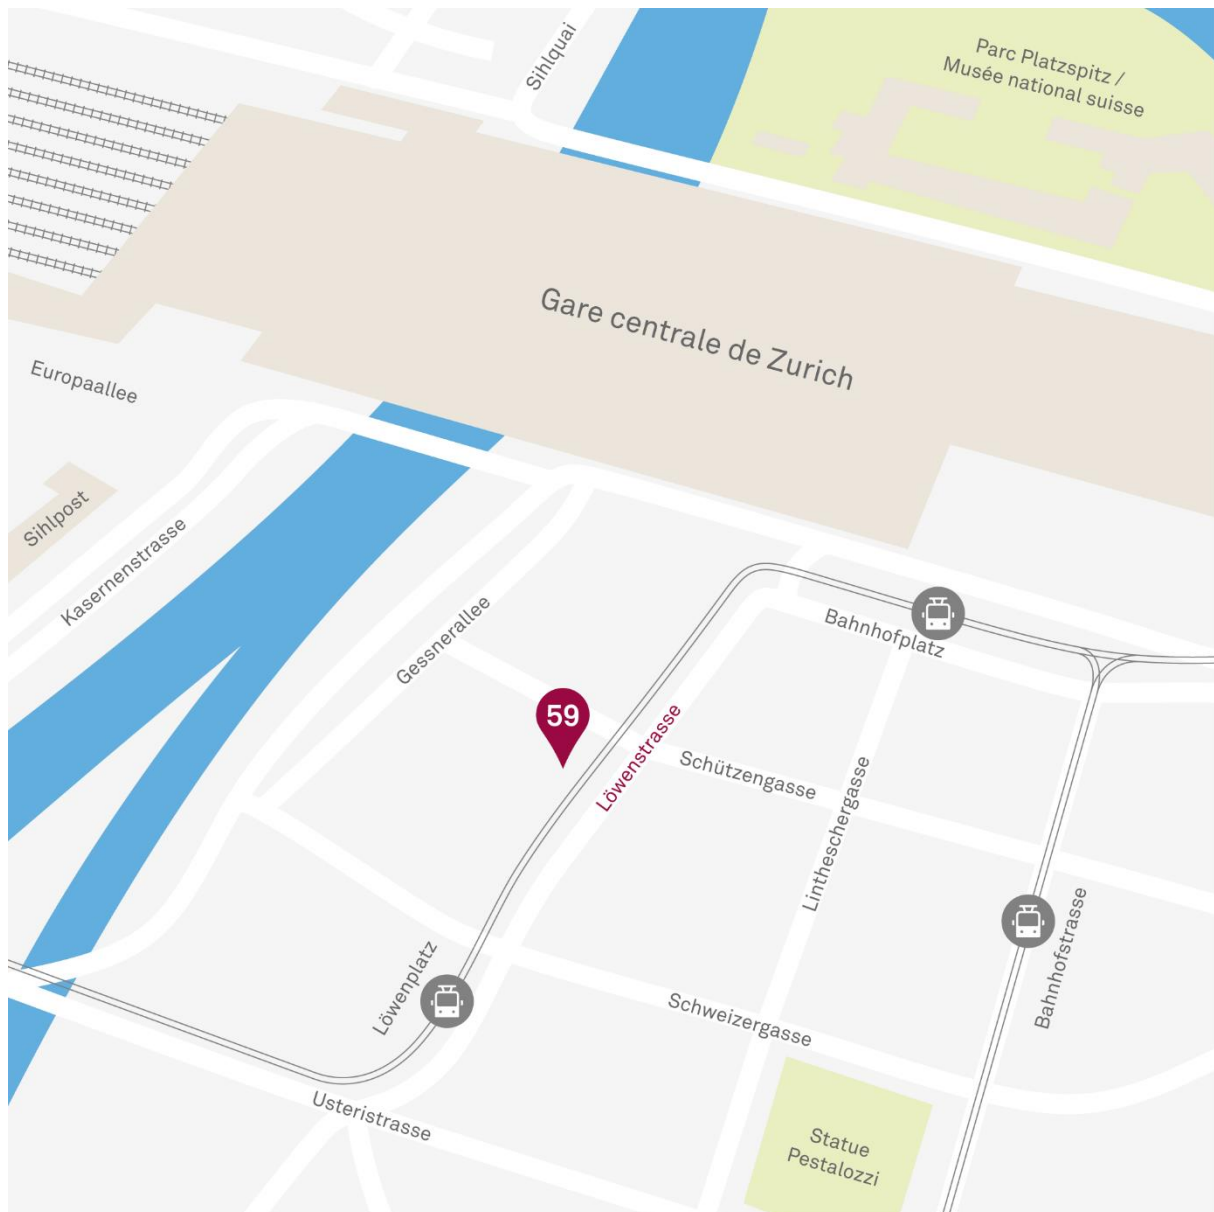 Sihlquai
Parc Platzspitz /
Musée national suisse
Gare centrale de Zurich
Europaallee
Sihlpost
Kasernenstrasse
Gessnerallee
Bahnhofplatz
59
Löwenstrasse
Schützengasse
Lintheschergasse
Bahnhofstrasse
Löwenplatz
Schweizergasse
Usteristrasse
Statue
Pestalozzi